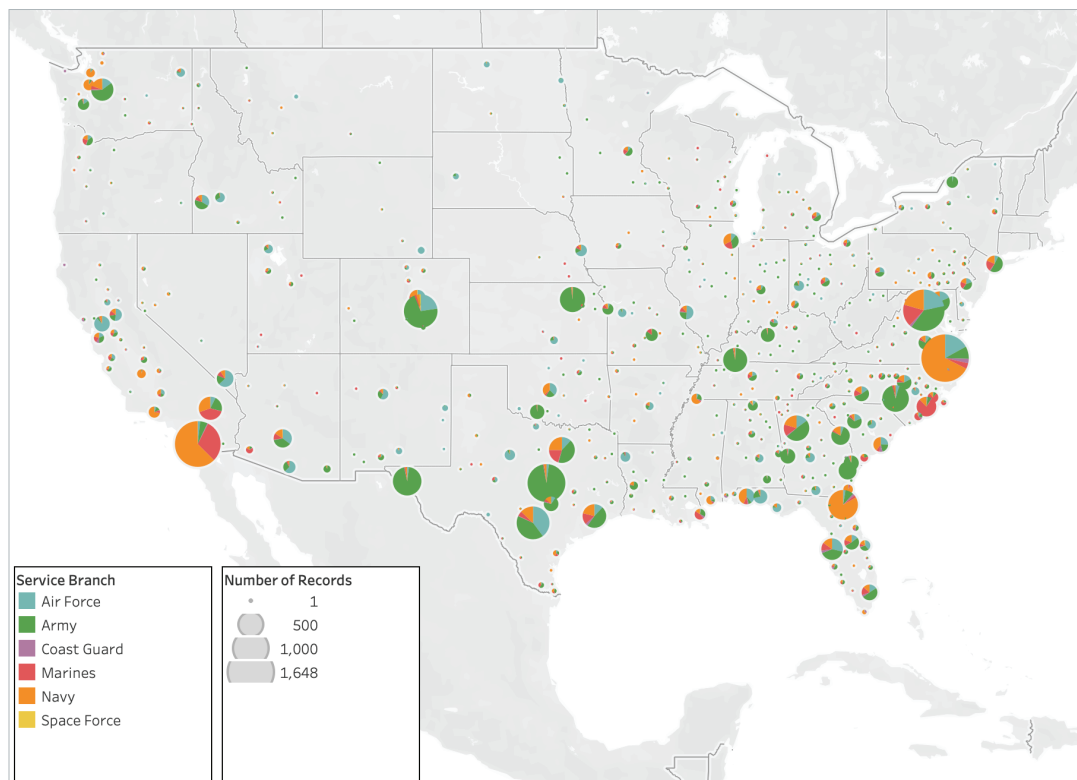 Service Branch
Air Force
Army
Coast Guard
Marines
Navy
Space Force
Number of Records
1
500
1,000
1,648